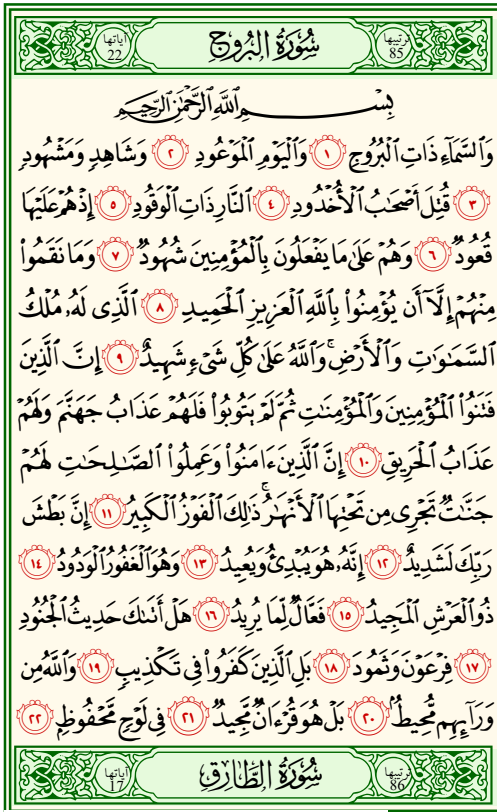 ترتيبها 85 سُورَةُ البُرُوجِ آياتها 22
بِسْمِ ٱللَّهِ ٱلرَّحْمَٰنِ ٱلرَّحِيمِ
وَٱلسَّمَآءِ ذَاتِ ٱلْبُرُوجِ ١ وَٱلْيَوْمِ ٱلْمَوْعُودِ ٢ وَشَاهِدٍ وَمَشْهُودٍ
٣ قُتِلَ أَصْحَٰبُ ٱلْأُخْدُودِ ٤ ٱلنَّارِ ذَاتِ ٱلْوَقُودِ ٥ إِذْ هُمْ عَلَيْهَا
قُعُودٌ ٦ وَهُمْ عَلَىٰ مَا يَفْعَلُونَ بِٱلْمُؤْمِنِينَ شُهُودٌ ٧ وَمَا نَقَمُوا۟
مِنْهُمْ إِلَّآ أَن يُؤْمِنُوا۟ بِٱللَّهِ ٱلْعَزِيزِ ٱلْحَمِيدِ ٨ ٱلَّذِى لَهُۥ مُلْكُ
ٱلسَّمَٰوَٰتِ وَٱلْأَرْضِ ۚ وَٱللَّهُ عَلَىٰ كُلِّ شَىْءٍ شَهِيدٌ ٩ إِنَّ ٱلَّذِينَ
فَتَنُوا۟ ٱلْمُؤْمِنِينَ وَٱلْمُؤْمِنَٰتِ ثُمَّ لَمْ يَتُوبُوا۟ فَلَهُمْ عَذَابُ جَهَنَّمَ وَلَهُمْ
عَذَابُ ٱلْحَرِيقِ ١٠ إِنَّ ٱلَّذِينَ ءَامَنُوا۟ وَعَمِلُوا۟ ٱلصَّٰلِحَٰتِ لَهُمْ
جَنَّٰتٌ تَجْرِى مِن تَحْتِهَا ٱلْأَنْهَٰرُ ۚ ذَٰلِكَ ٱلْفَوْزُ ٱلْكَبِيرُ ١١ إِنَّ بَطْشَ
رَبِّكَ لَشَدِيدٌ ١٢ إِنَّهُۥ هُوَ يُبْدِئُ وَيُعِيدُ ١٣ وَهُوَ ٱلْغَفُورُ ٱلْوَدُودُ ١٤
ذُو ٱلْعَرْشِ ٱلْمَجِيدُ ١٥ فَعَّالٌ لِّمَا يُرِيدُ ١٦ هَلْ أَتَىٰكَ حَدِيثُ ٱلْجُنُودِ
١٧ فِرْعَوْنَ وَثَمُودَ ١٨ بَلِ ٱلَّذِينَ كَفَرُوا۟ فِى تَكْذِيبٍ ١٩ وَٱللَّهُ مِن
وَرَآئِهِم مُّحِيطٌۢ ٢٠ بَلْ هُوَ قُرْءَانٌ مَّجِيدٌ ٢١ فِى لَوْحٍ مَّحْفُوظٍۭ ٢٢
ترتيبها 86 سُورَةُ الطَّارِقِ آياتها 17